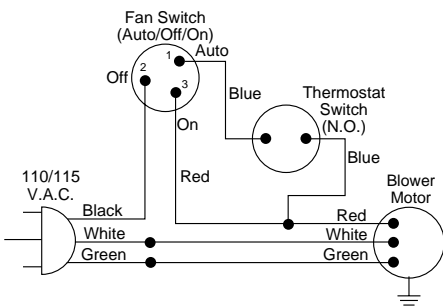 Fan Switch
(Auto/Off/On)
1
Auto
2
Off
3
On
Blue
Thermostat
Switch
(N.O.)
Blue
Red
110/115
V.A.C.
Blower
Motor
Black
Red
White
White
Green
Green